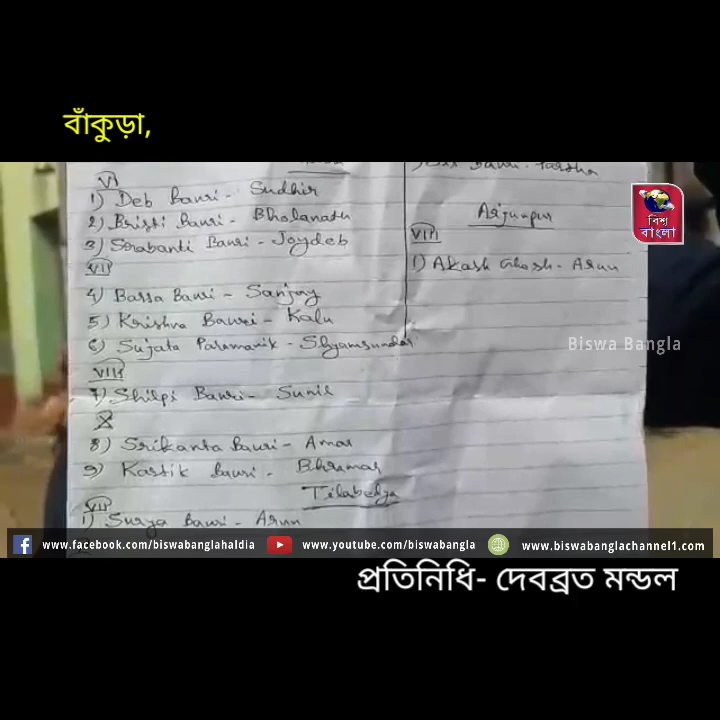 বাঁকুড়া,
VI
1) Deb Bauri - Sudhir
2) Bristi Bauri - Bholanath
3) Srabanti Bauri - Joydeb
VII
4) Barsa Bauri - Sanjoy
5) Krishna Bauri - Kalu
6) Sujata Paramanik - Shyamsundar
VIII
7) Shilpi Bauri - Sunil
X
8) Srikanta Bauri - Amar
9) Kartik Bauri - Bhramar
Tilabedya
VII
1) Surya Bauri - Arun
Arjunpur
VIII
1) Akash Ghosh - Arun
বিশ্ব
বাংলা
Biswa Bangla
www.facebook.com/biswabanglahaldia
www.youtube.com/biswabangla
www.biswabanglachannel1.com
প্রতিনিধি- দেবব্রত মন্ডল